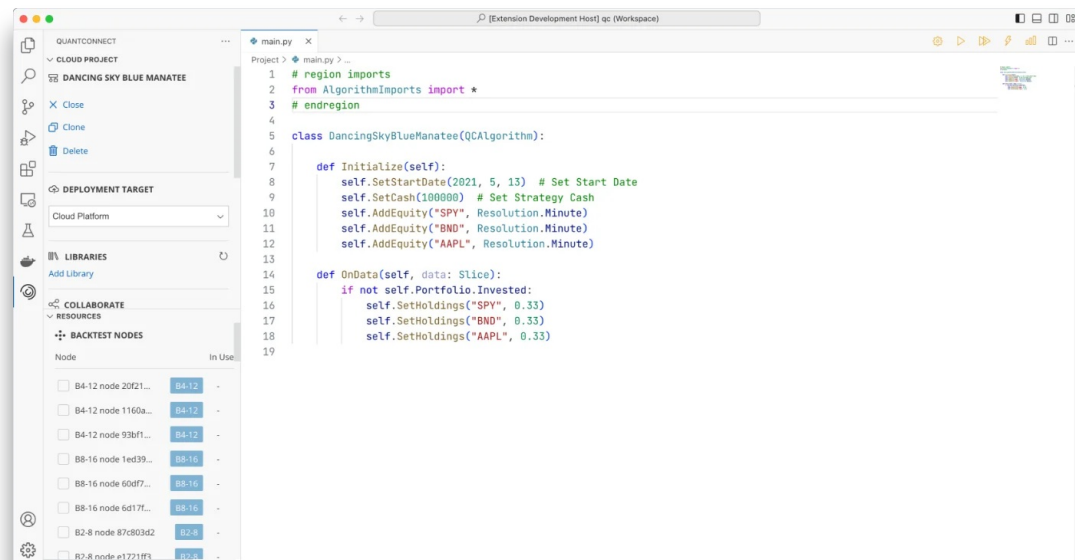 [Extension Development Host] qc (Workspace)
QUANTCONNECT
CLOUD PROJECT
DANCING SKY BLUE MANATEE
Close
Clone
Delete
DEPLOYMENT TARGET
Cloud Platform
LIBRARIES
Add Library
COLLABORATE
RESOURCES
BACKTEST NODES
Node In Use
B4-12 node 20f21... B4-12 -
B4-12 node 1160a... B4-12 -
B4-12 node 93bf1... B4-12 -
B8-16 node 1ed39... B8-16 -
B8-16 node 60df7... B8-16 -
B8-16 node 6d17f... B8-16 -
B2-8 node 87c803d2 B2-8 -
B2-8 node e1721ff3 B2-8 -
main.py
Project > main.py > ...
1 # region imports
2 from AlgorithmImports import *
3 # endregion
4
5 class DancingSkyBlueManatee(QCAlgorithm):
6
7     def Initialize(self):
8         self.SetStartDate(2021, 5, 13)  # Set Start Date
9         self.SetCash(100000)  # Set Strategy Cash
10         self.AddEquity("SPY", Resolution.Minute)
11         self.AddEquity("BND", Resolution.Minute)
12         self.AddEquity("AAPL", Resolution.Minute)
13
14     def OnData(self, data: Slice):
15         if not self.Portfolio.Invested:
16             self.SetHoldings("SPY", 0.33)
17             self.SetHoldings("BND", 0.33)
18             self.SetHoldings("AAPL", 0.33)
19